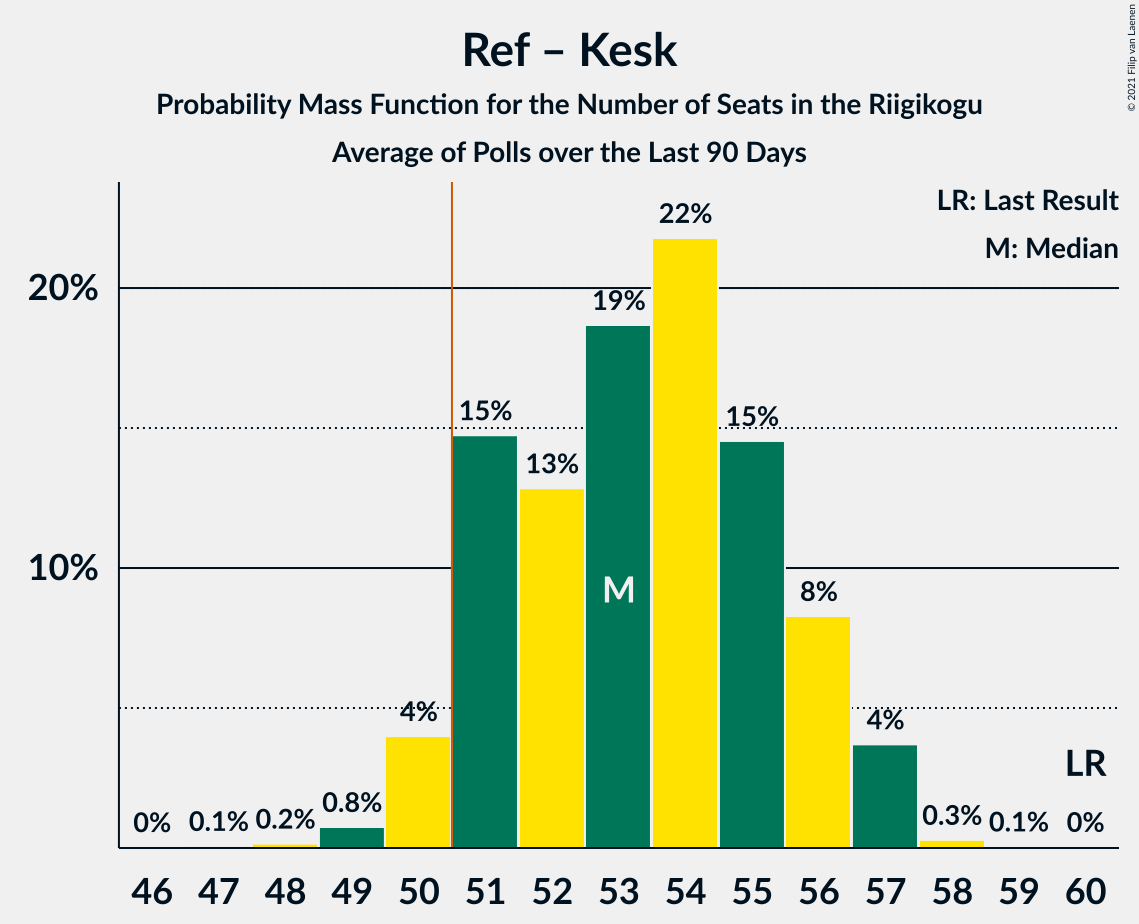 Ref – Kesk
Probability Mass Function for the Number of Seats in the Riigikogu
Average of Polls over the Last 90 Days
© 2021 Filip van Laenen
LR: Last Result
M: Median
20%
10%
0%
0.1%
0.2%
0.8%
4%
15%
13%
19%
22%
15%
8%
4%
0.3%
0.1%
0%
M
LR
46 47 48 49 50 51 52 53 54 55 56 57 58 59 60